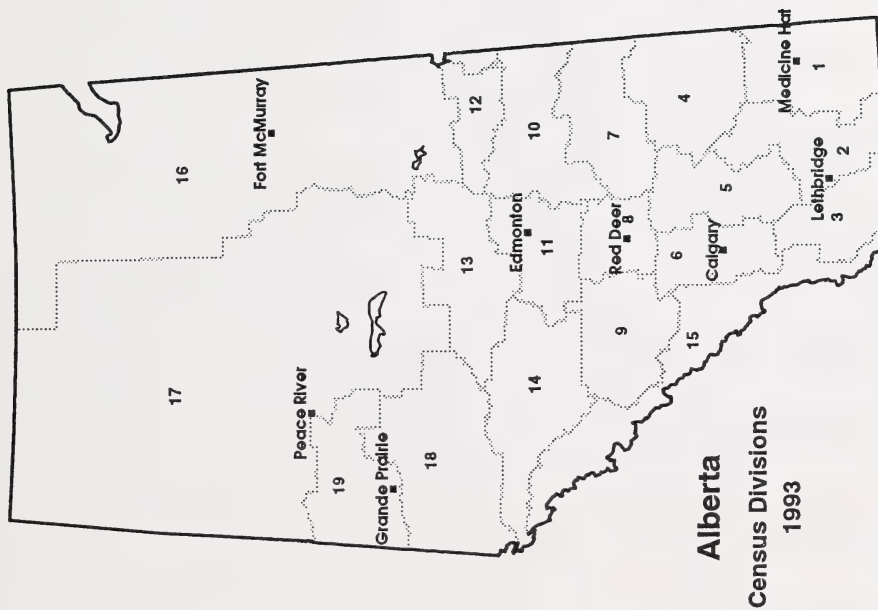 16
Fort McMurray
17
Peace River
19
Grande Prairie
18
13
12
Edmonton
11
10
14
Red Deer
8
7
9
6
Calgary
5
4
15
Medicine Hat
1
Lethbridge
2
3
Alberta
Census Divisions
1993